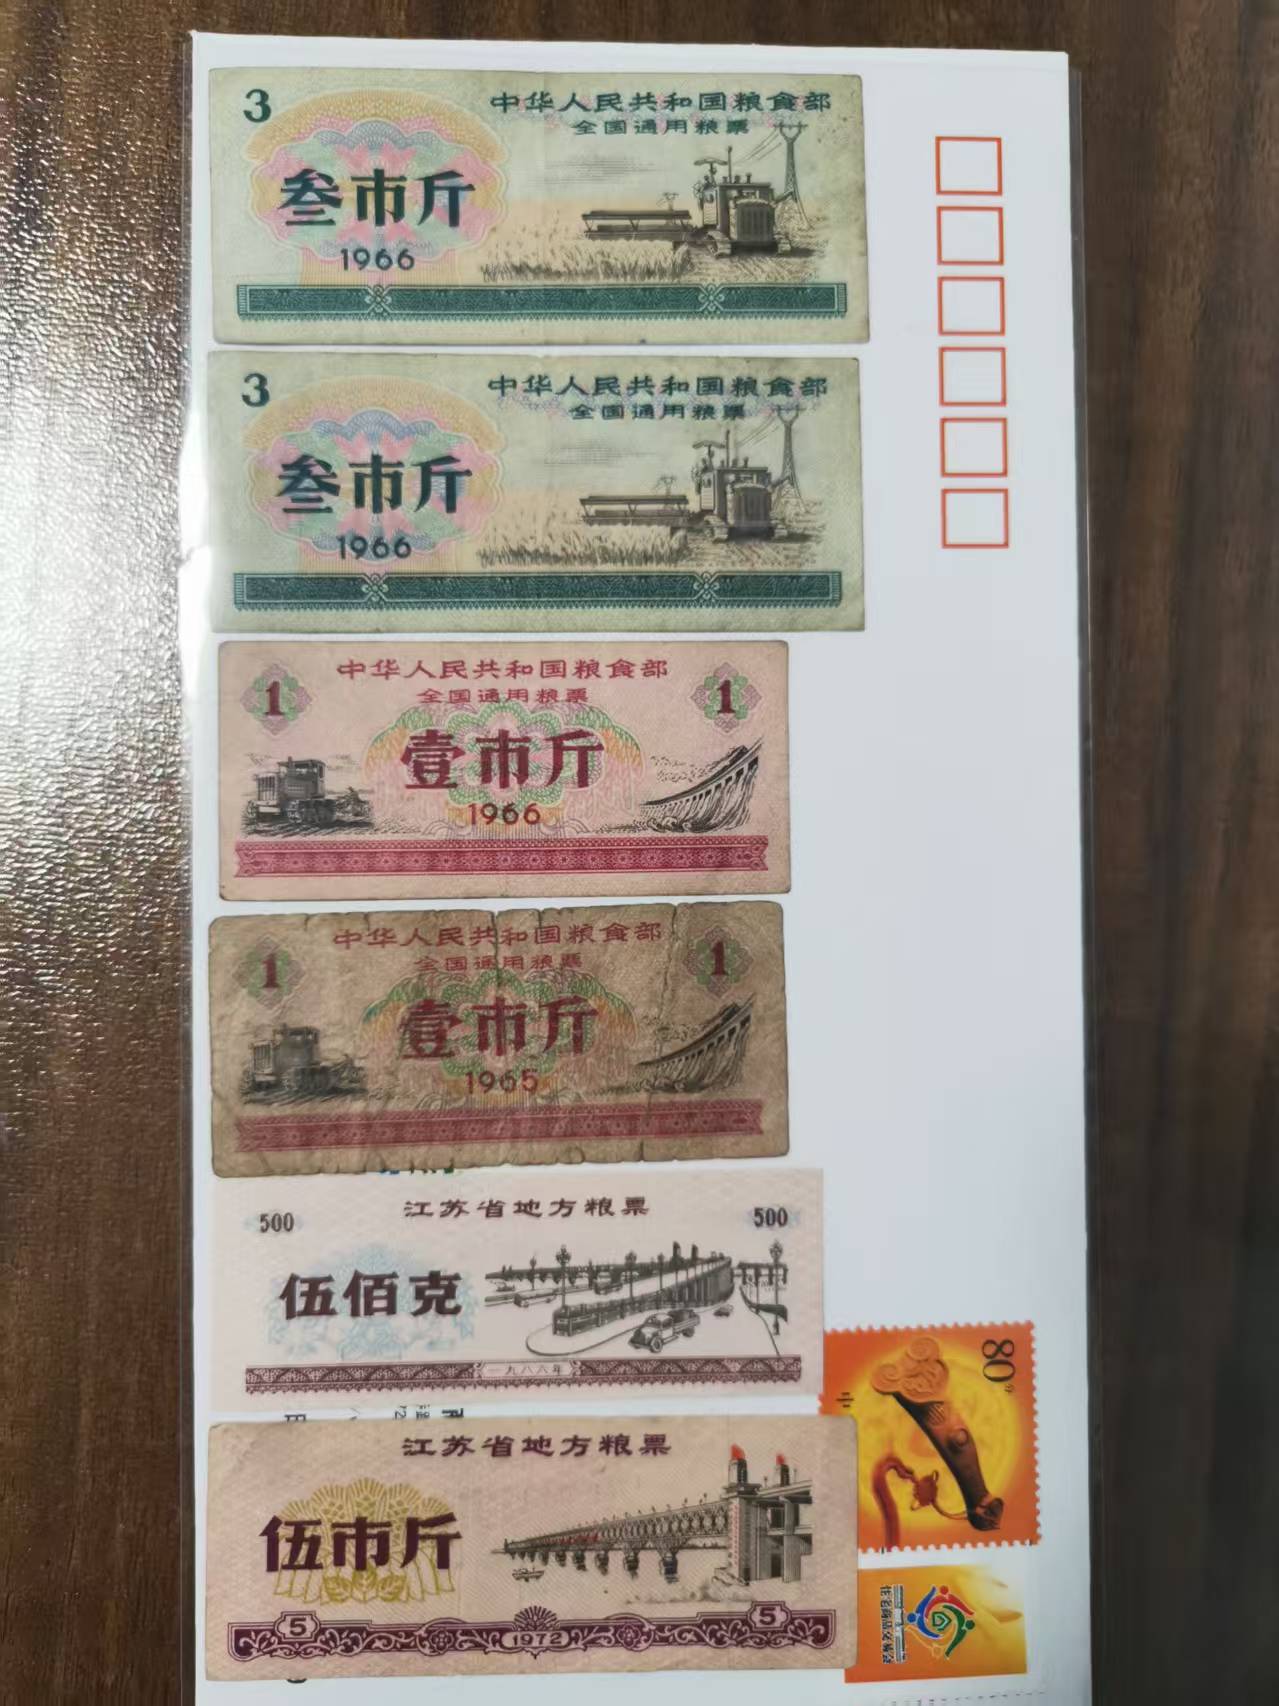 3
中华人民共和国粮食部
全国通用粮票
叁市斤
1966
3
中华人民共和国粮食部
全国通用粮票
叁市斤
1966
中华人民共和国粮食部
1
全国通用粮票
1
壹市斤
1966
中华人民共和国粮食部
1
全国通用粮票
1
壹市斤
1965
江苏省地方粮票
500
500
伍佰克
一九八六年
80分
江苏省地方粮票
伍市斤
5
1972
5